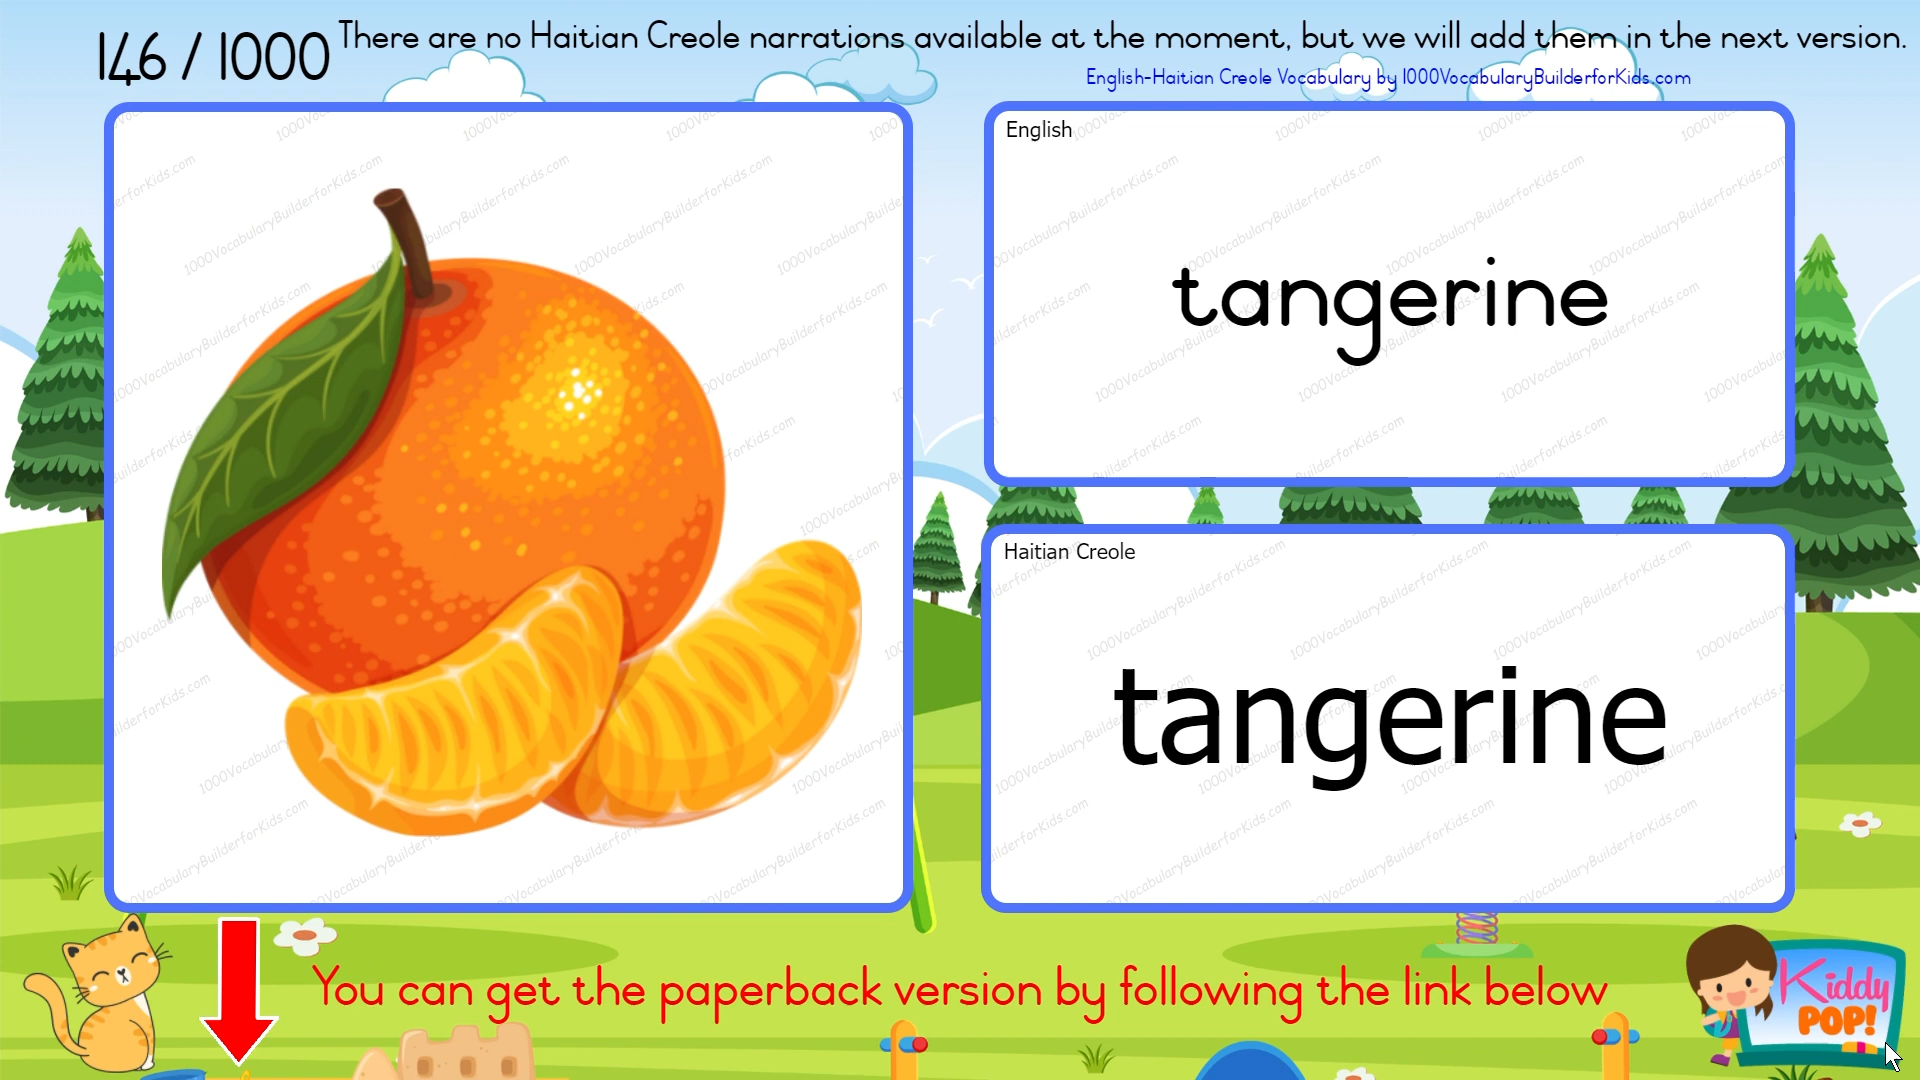 146 / 1000
There are no Haitian Creole narrations available at the moment, but we will add them in the next version.
English-Haitian Creole Vocabulary by 1000VocabularyBuilderforKids.com
English
tangerine
Haitian Creole
tangerine
You can get the paperback version by following the link below
Kiddy
POP!
1000VocabularyBuilderforKids.com